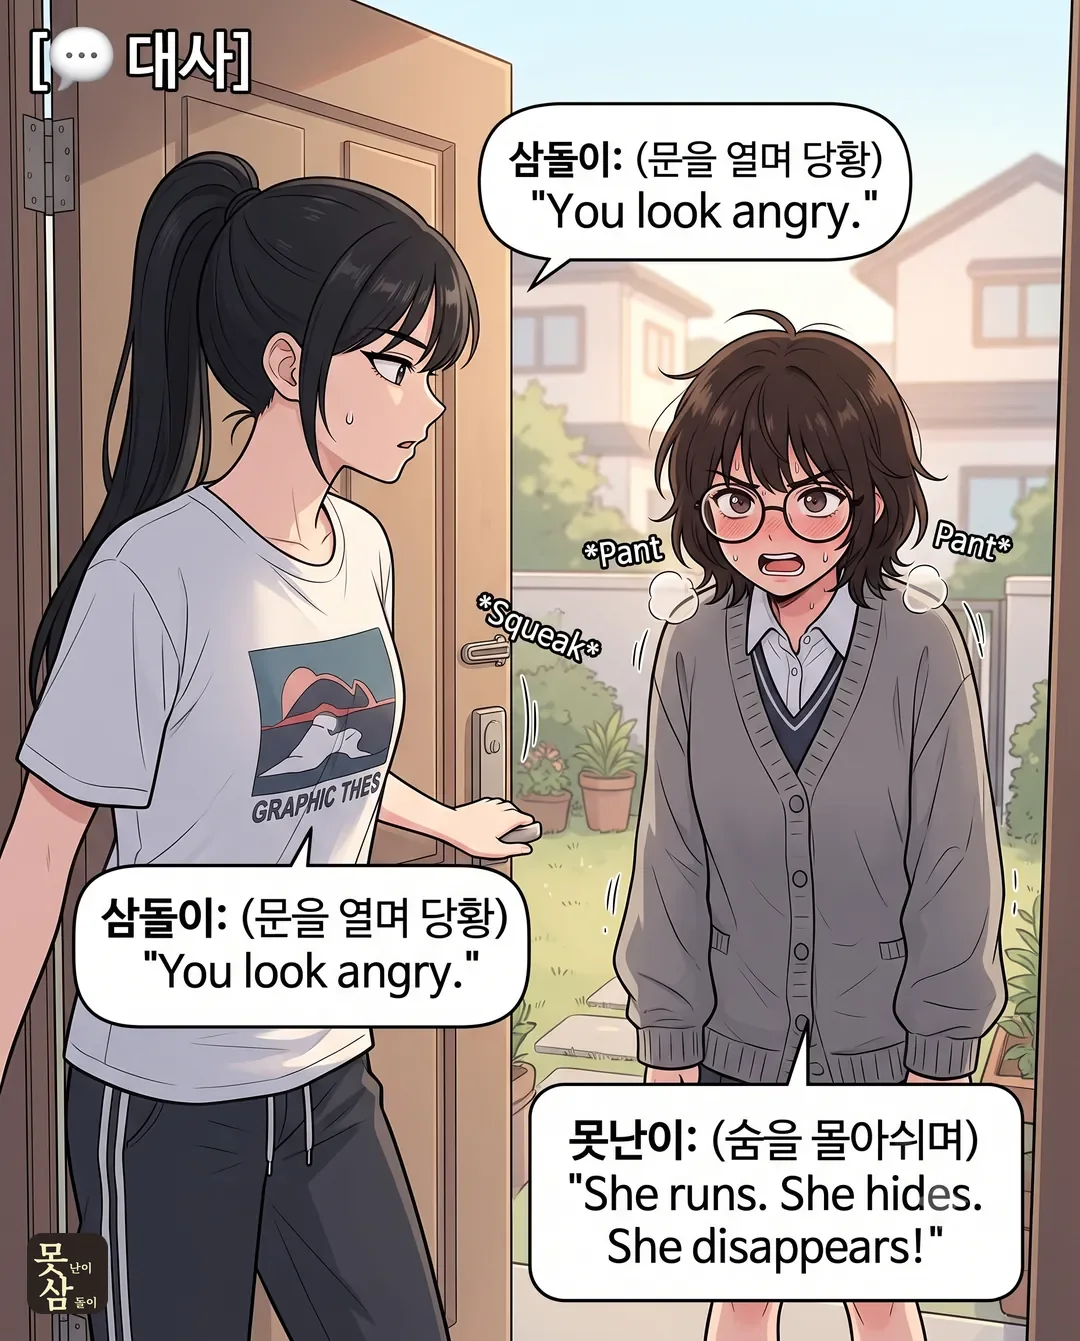 [💬 대사]
삼돌이: (문을 열며 당황)
"You look angry."
*Pant
Pant*
*Squeak*
GRAPHIC THES
삼돌이: (문을 열며 당황)
"You look angry."
못난이: (숨을 몰아쉬며)
"She runs. She hides.
She disappears!"
못난이
삼돌이